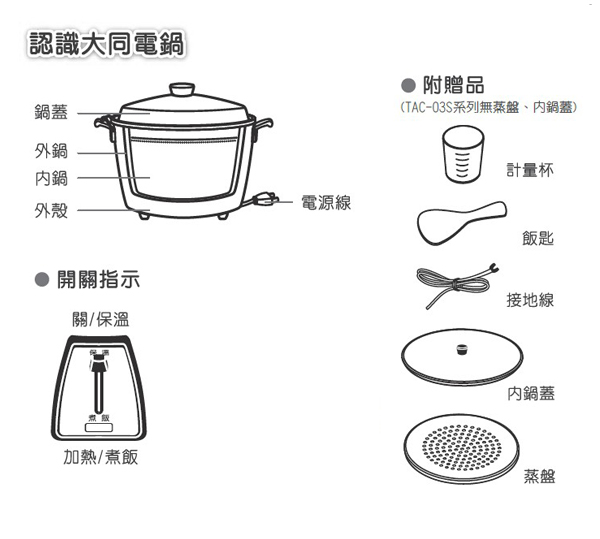 認識大同電鍋
鍋蓋
外鍋
內鍋
外殼
電源線
● 開關指示
關/保溫
保溫
煮飯
加熱/煮飯
● 附贈品
(TAC-03S系列無蒸盤、內鍋蓋)
計量杯
飯匙
接地線
內鍋蓋
蒸盤